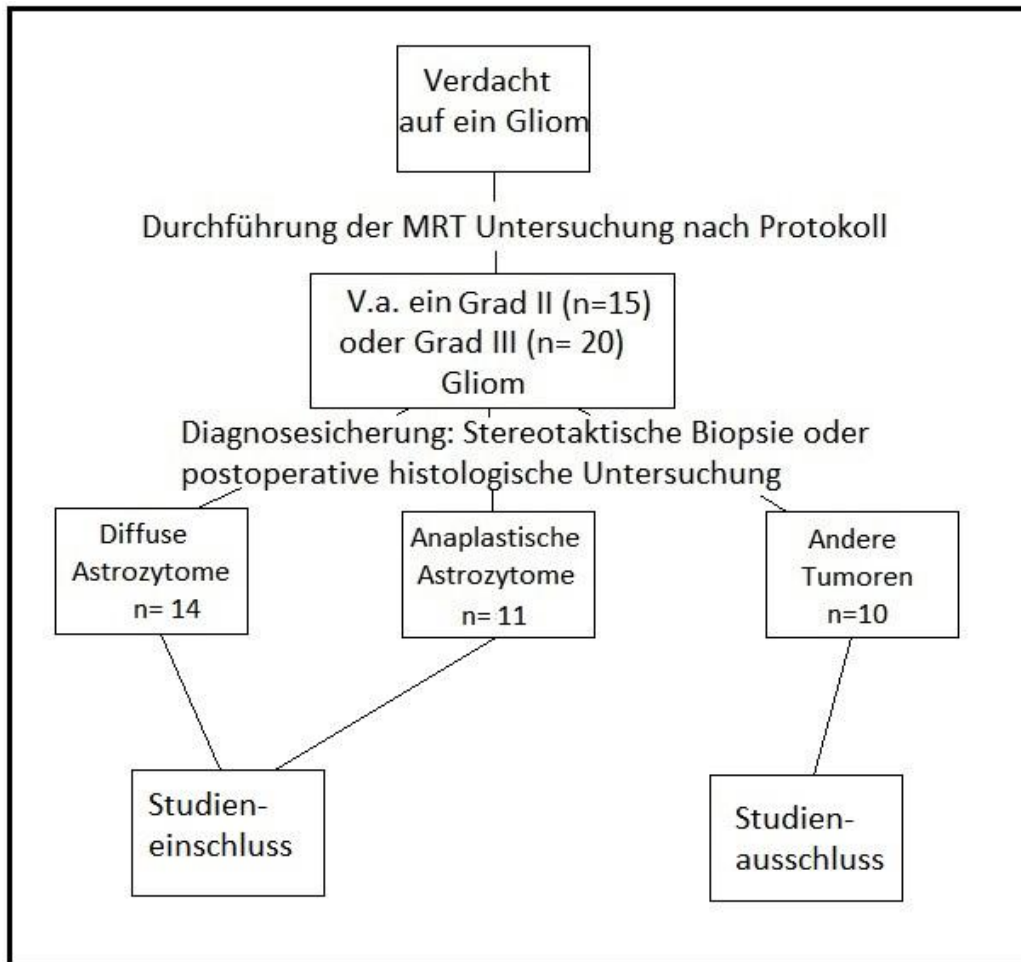 Verdacht
auf ein Gliom
Durchführung der MRT Untersuchung nach Protokoll
V.a. ein Grad II (n=15)
oder Grad III (n= 20)
Gliom
Diagnosesicherung: Stereotaktische Biopsie oder
postoperative histologische Untersuchung
Diffuse
Astrozytome
n= 14
Anaplastische
Astrozytome
n= 11
Andere
Tumoren
n=10
Studien-
einschluss
Studien-
ausschluss